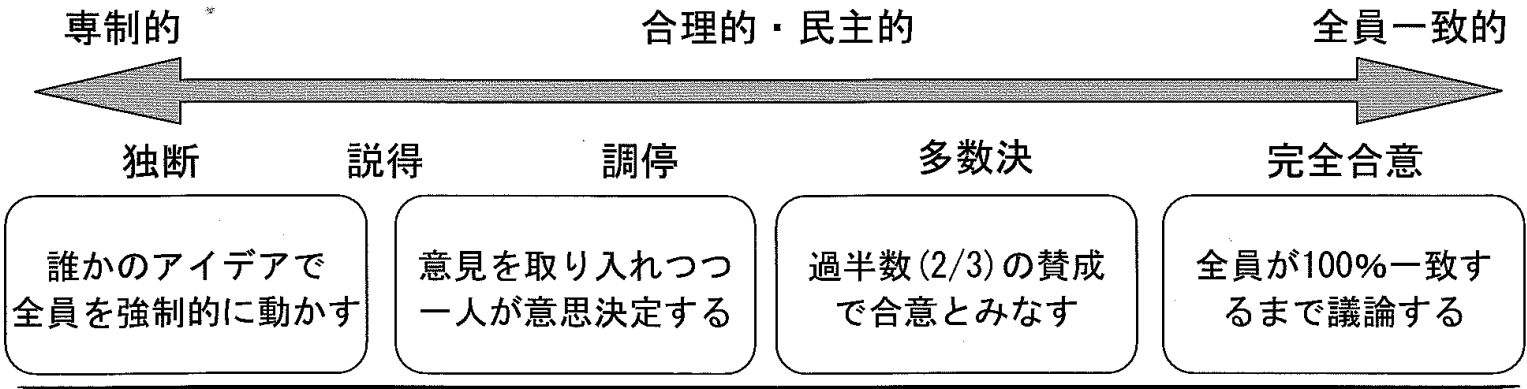 専制的 合理的・民主的 全員一致的
独断 説得 調停 多数決 完全合意
誰かのアイデアで
全員を強制的に動かす
意見を取り入れつつ
一人が意思決定する
過半数(2/3)の賛成
で合意とみなす
全員が100%一致す
るまで議論する